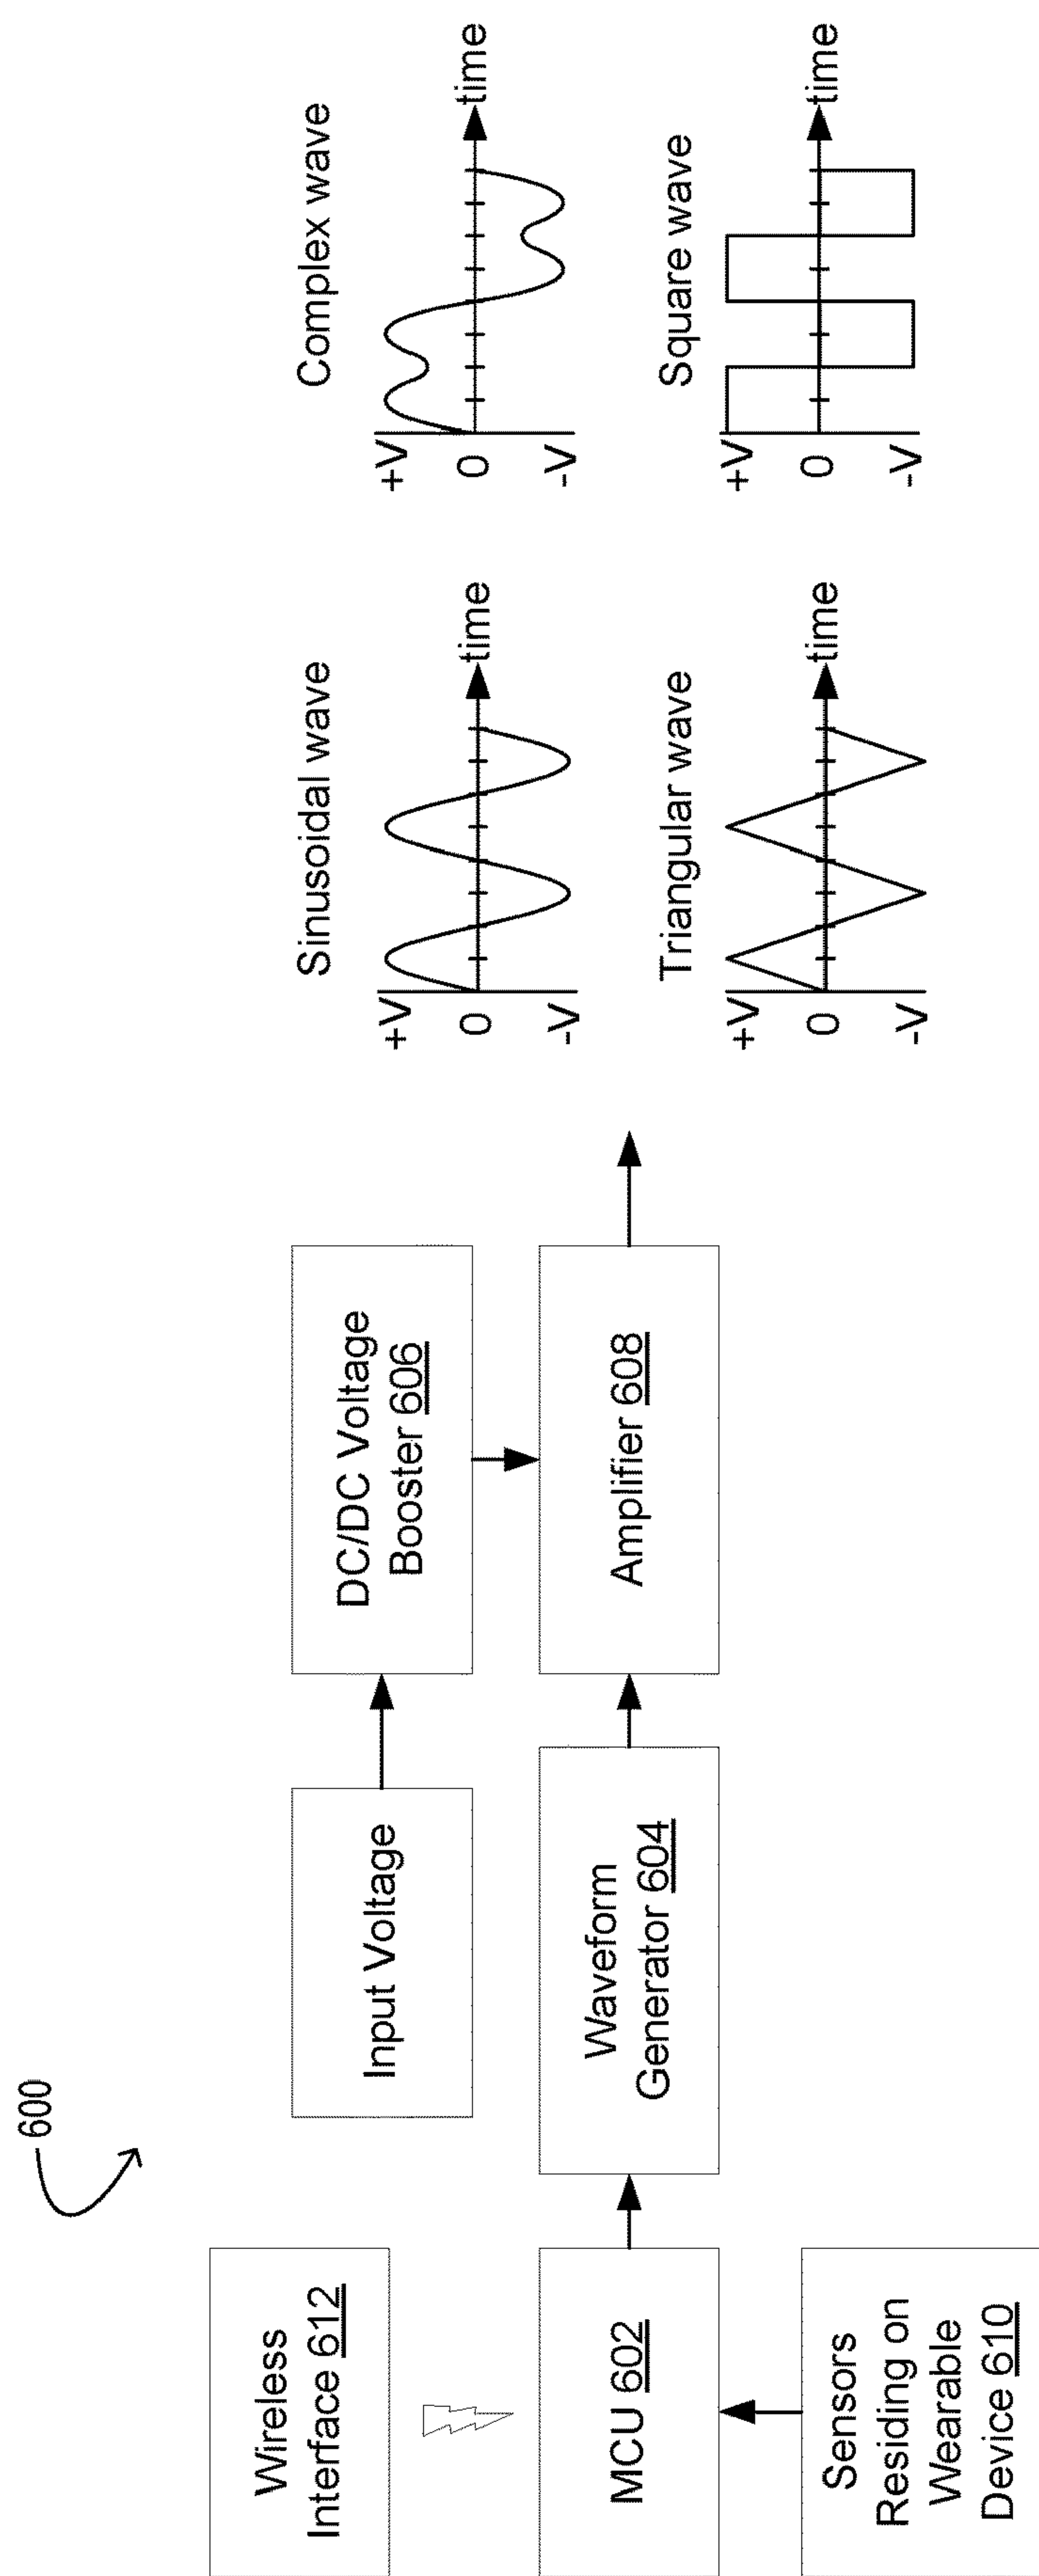 600
Wireless
Interface 612
MCU 602
Sensors
Residing on
Wearable
Device 610
Input Voltage
Waveform
Generator 604
DC/DC Voltage
Booster 606
Amplifier 608
Sinusoidal wave
+V
0
-V
time
Complex wave
+V
0
-V
time
Triangular wave
+V
0
-V
time
Square wave
+V
0
-V
time